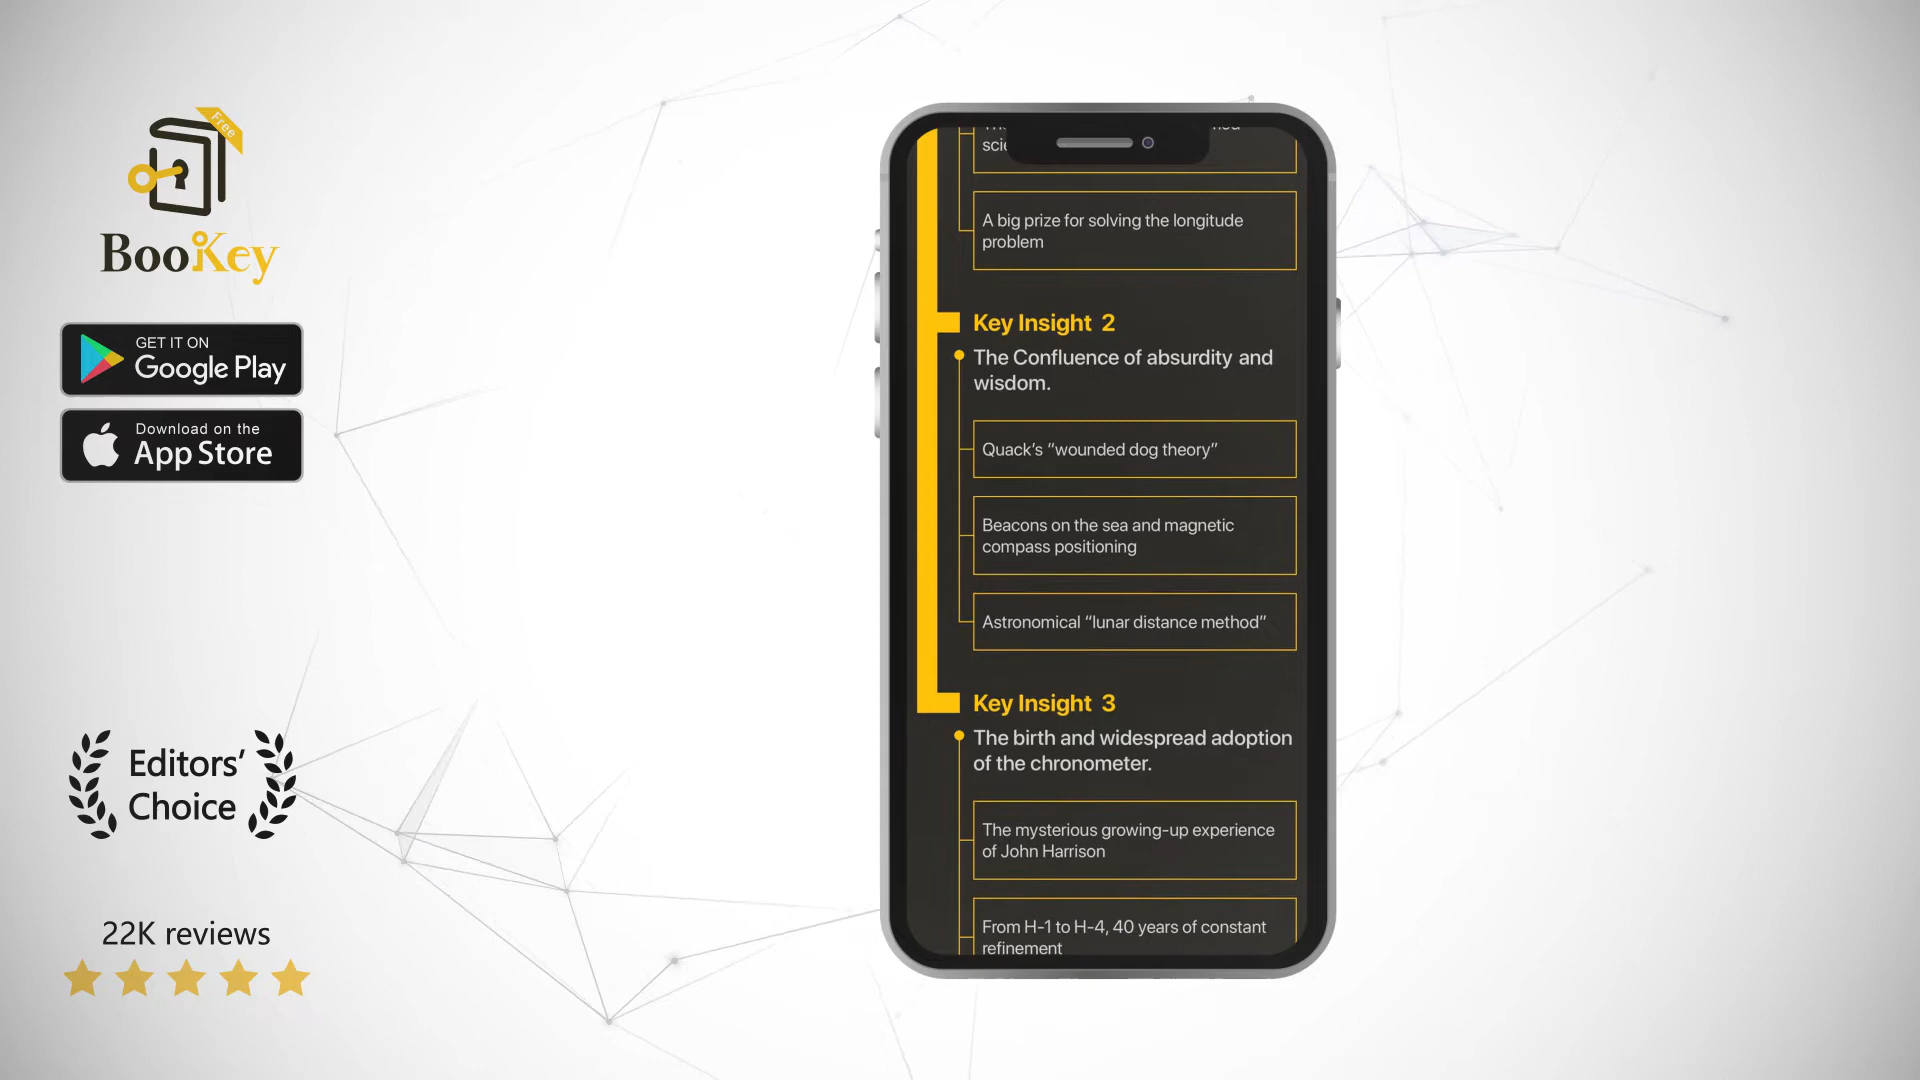 Free
BooKey
GET IT ON
Google Play
Download on the
App Store
Editors’
Choice
22K reviews
A big prize for solving the longitude
problem
Key Insight 2
The Confluence of absurdity and
wisdom.
Quack’s “wounded dog theory”
Beacons on the sea and magnetic
compass positioning
Astronomical “lunar distance method”
Key Insight 3
The birth and widespread adoption
of the chronometer.
The mysterious growing-up experience
of John Harrison
From H-1 to H-4, 40 years of constant
refinement